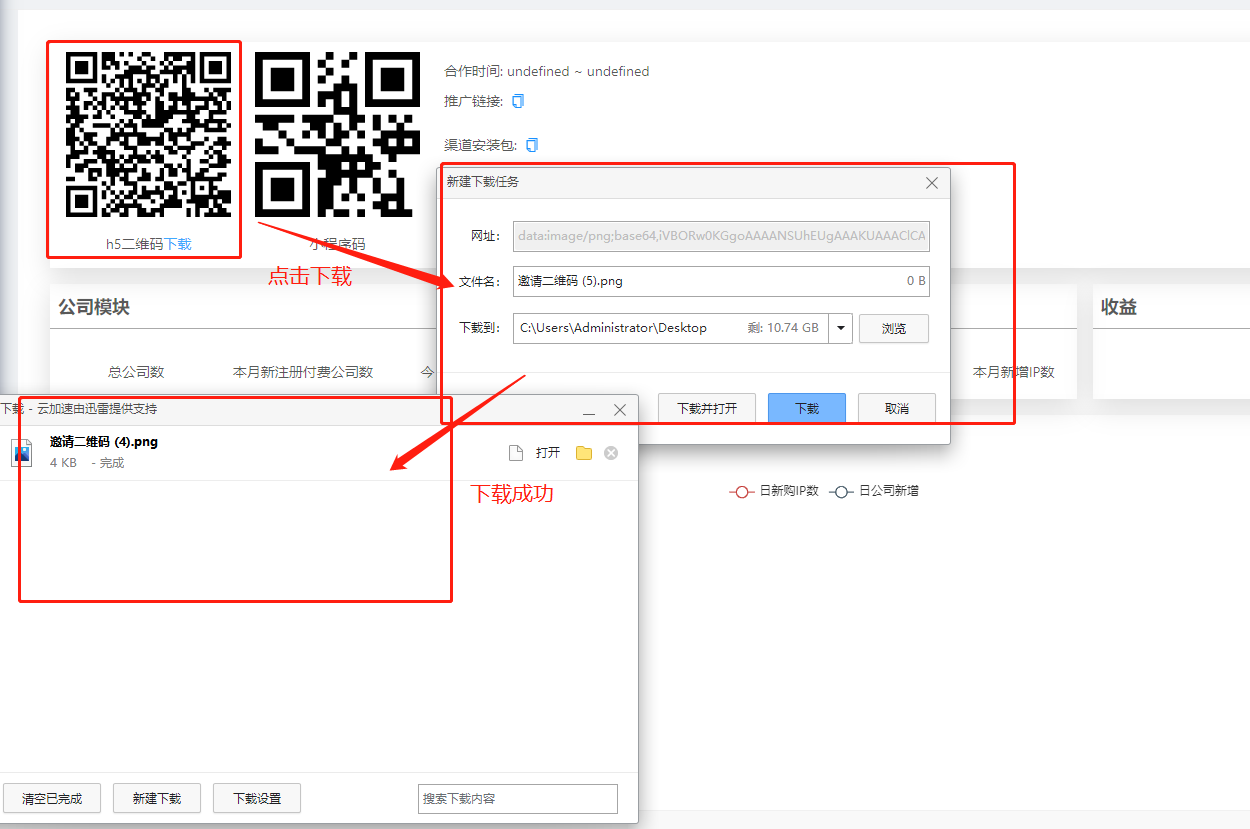 合作时间: undefined ~ undefined
推广链接:
渠道安装包:
h5二维码下载
小程序码
点击下载
新建下载任务
网址:
data:image/png;base64,iVBORw0KGgoAAAANSUhEUgAAAKUAAAClCA
文件名:
邀请二维码 (5).png
0 B
下载到:
C:\Users\Administrator\Desktop
剩: 10.74 GB
浏览
下载并打开
下载
取消
公司模块
收益
总公司数
本月新注册付费公司数
今
本月新增IP数
下载 - 云加速由迅雷提供支持
邀请二维码 (4).png
4 KB - 完成
打开
下载成功
日新购IP数
日公司新增
清空已完成
新建下载
下载设置
搜索下载内容